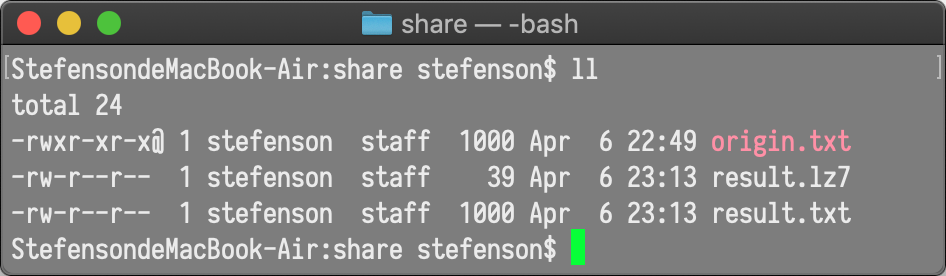 share — -bash
[StefensondeMacBook-Air:share stefenson$ ll ]
total 24
-rwxr-xr-x@ 1 stefenson  staff  1000 Apr  6 22:49 origin.txt
-rw-r--r--  1 stefenson  staff    39 Apr  6 23:13 result.lz7
-rw-r--r--  1 stefenson  staff  1000 Apr  6 23:13 result.txt
StefensondeMacBook-Air:share stefenson$